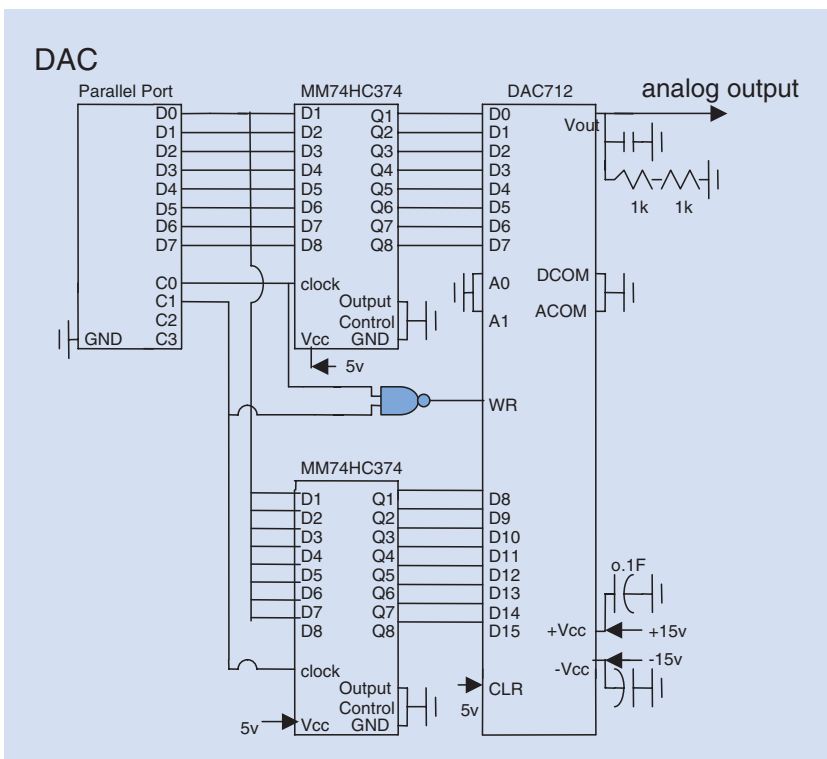 DAC
Parallel Port
D0
D1
D2
D3
D4
D5
D6
D7
C0
C1
C2
C3
GND
MM74HC374
D1
D2
D3
D4
D5
D6
D7
D8
clock
Q1
Q2
Q3
Q4
Q5
Q6
Q7
Q8
Output
Control
Vcc
GND
5v
DAC712
D0
D1
D2
D3
D4
D5
D6
D7
A0
A1
WR
D8
D9
D10
D11
D12
D13
D14
D15
CLR
5v
Vout
analog output
1k
1k
DCOM
ACOM
o.1F
+Vcc
+15v
-15v
-Vcc
MM74HC374
D1
D2
D3
D4
D5
D6
D7
D8
clock
Q1
Q2
Q3
Q4
Q5
Q6
Q7
Q8
Output
Control
Vcc
GND
5v